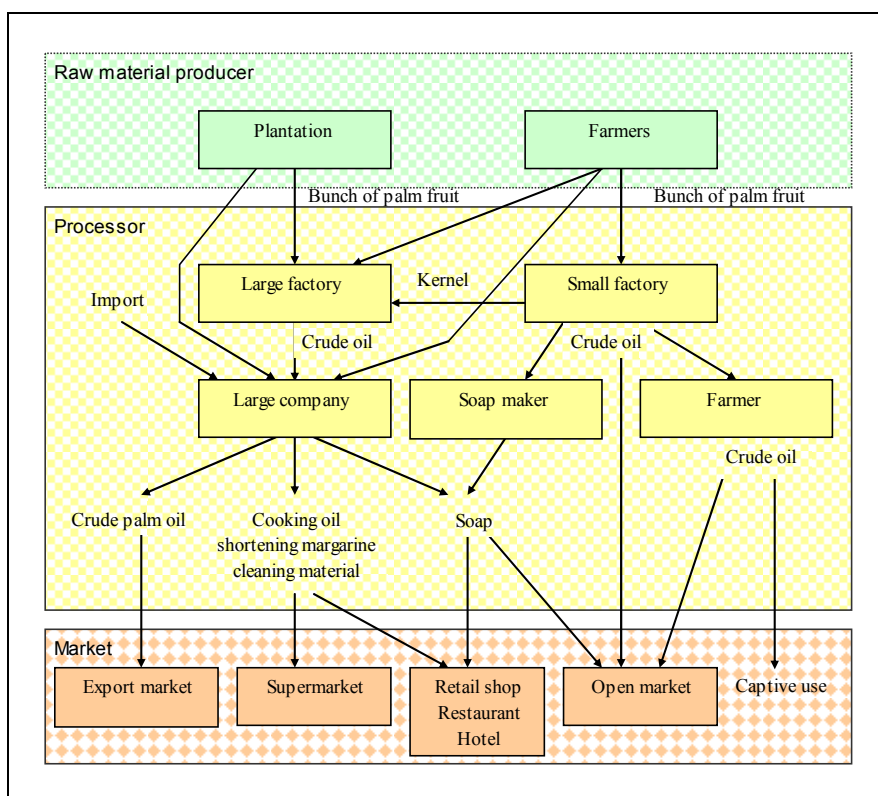 Raw material producer
Plantation
Farmers
Bunch of palm fruit
Bunch of palm fruit
Processor
Large factory
Kernel
Small factory
Import
Crude oil
Crude oil
Large company
Soap maker
Farmer
Crude oil
Crude palm oil
Cooking oil
shortening margarine
cleaning material
Soap
Market
Export market
Supermarket
Retail shop
Restaurant
Hotel
Open market
Captive use